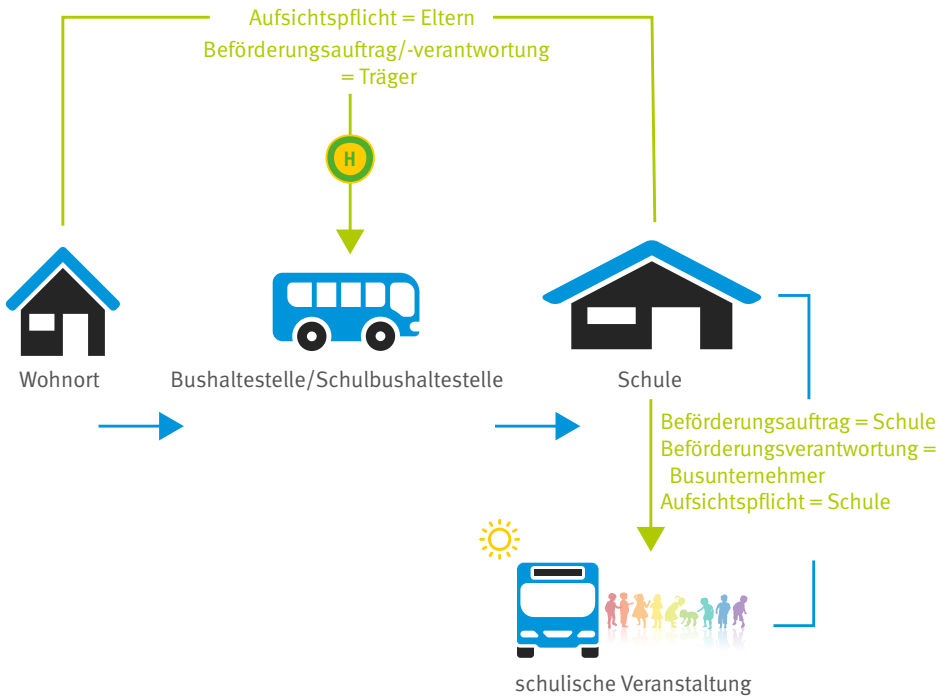 Aufsichtspflicht = Eltern
Beförderungsauftrag/-verantwortung
= Träger
H
Wohnort
Bushaltestelle/Schulbushaltestelle
Schule
Beförderungsauftrag = Schule
Beförderungsverantwortung =
Busunternehmer
Aufsichtspflicht = Schule
schulische Veranstaltung